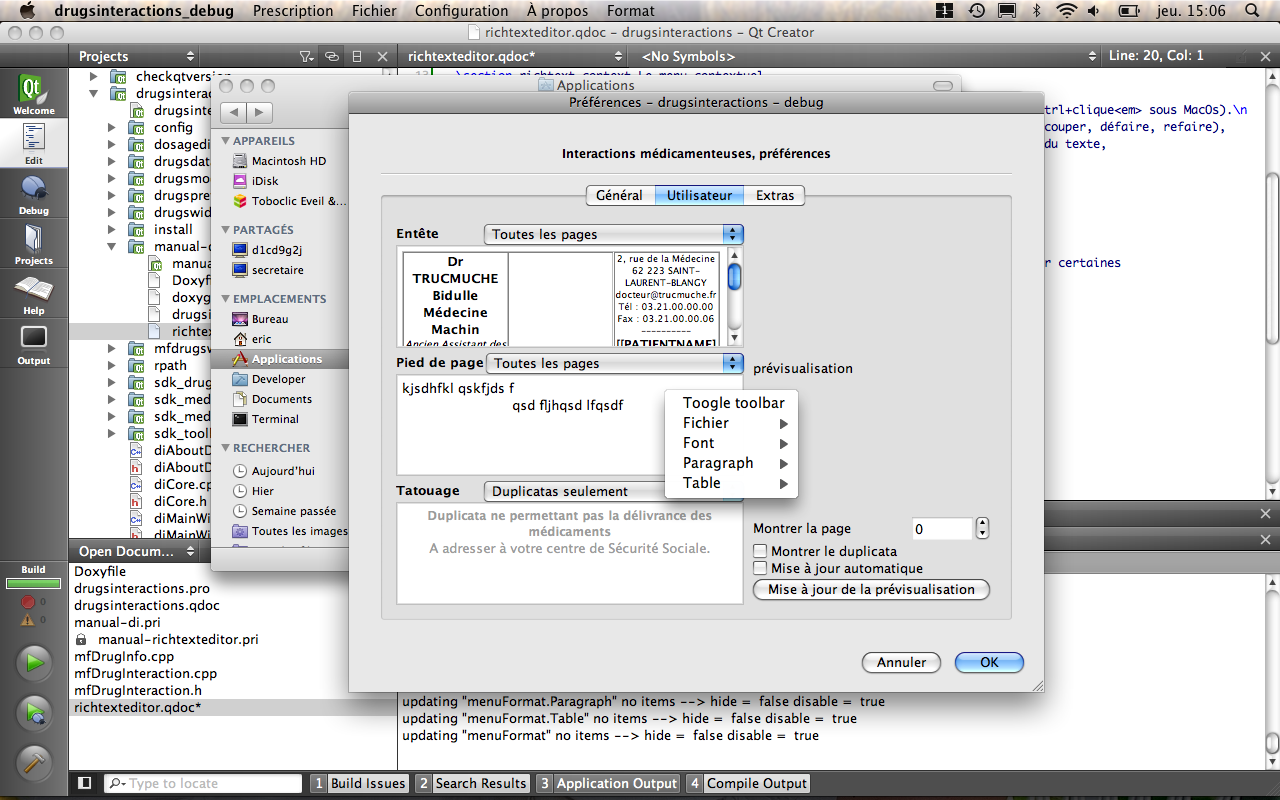 drugsinteractions_debug Prescription Fichier Configuration À propos Format jeu. 15:06
richtexteditor.qdoc – drugsinteractions – Qt Creator
Projects
richtexteditor.qdoc*
<No Symbols>
Line: 20, Col: 1
Welcome
Edit
Debug
Projects
Help
Output
checkqtversion
drugsinterac
drugsinte
config
dosagedi
drugsdat
drugsmo
drugspre
drugswid
install
manual-d
manu
Doxyfi
doxyg
drugsi
richtex
mfdrugsw
rpath
sdk_drug
sdk_med
sdk_med
sdk_tool
diAboutD
diAboutD
diCore.cp
diCore.h
diMainWi
diMainWi
Applications
APPAREILS
Macintosh HD
iDisk
Toboclic Eveil &...
PARTAGÉS
d1cd9g2j
secretaire
EMPLACEMENTS
Bureau
eric
Applications
Developer
Documents
Terminal
RECHERCHER
Aujourd'hui
Hier
Semaine passée
Toutes les images
trl+clique<em> sous MacOs).\n
couper, défaire, refaire),
du texte,
r certaines
Préférences – drugsinteractions – debug
Interactions médicamenteuses, préférences
Général Utilisateur Extras
Entête
Toutes les pages
Dr
TRUCMUCHE
Bidulle
Médecine
Machin
Ancien Assistant des
2, rue de la Médecine
62 223 SAINT-
LAURENT-BLANGY
docteur@trucmuche.fr
Tél : 03.21.00.00.00
Fax : 03.21.00.00.06
----------
[[PATIENTNAME]
Pied de page
Toutes les pages
prévisualisation
kjsdhfkl qskfjds f
qsd fljhqsd lfqsdf
Toogle toolbar
Fichier
Font
Paragraph
Table
Tatouage
Duplicatas seulement
Duplicata ne permettant pas la délivrance des
médicaments
A adresser à votre centre de Sécurité Sociale.
Montrer la page
0
Montrer le duplicata
Mise à jour automatique
Mise à jour de la prévisualisation
Annuler
OK
Open Docum...
Doxyfile
drugsinteractions.pro
drugsinteractions.qdoc
manual-di.pri
manual-richtexteditor.pri
mfDrugInfo.cpp
mfDrugInteraction.cpp
mfDrugInteraction.h
richtexteditor.qdoc*
Build
0
0
updating "menuFormat.Paragraph" no items --> hide = false disable = true
updating "menuFormat.Table" no items --> hide = false disable = true
updating "menuFormat" no items --> hide = false disable = true
Type to locate
1 Build Issues 2 Search Results 3 Application Output 4 Compile Output